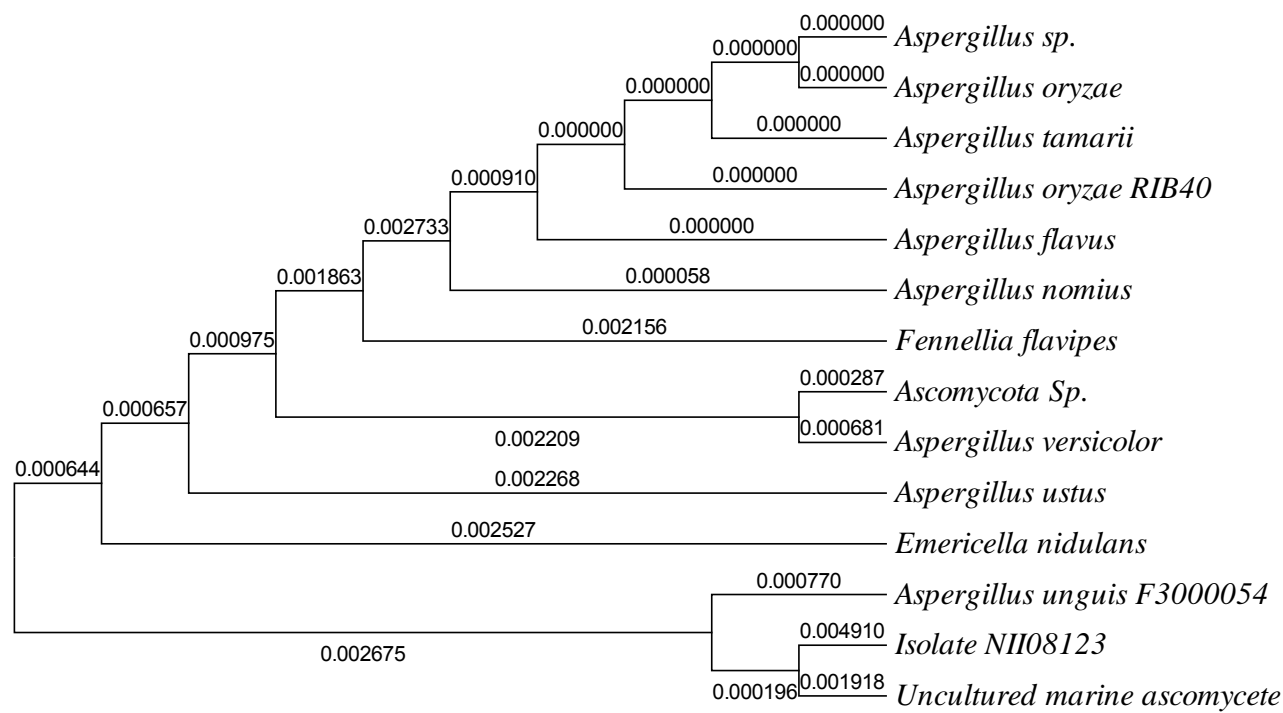 0.000000
Aspergillus sp.
0.000000
0.000000
Aspergillus oryzae
0.000000
0.000000
Aspergillus tamarii
0.000000
0.000000
Aspergillus oryzae RIB40
0.000910
0.000000
Aspergillus flavus
0.002733
0.000058
Aspergillus nomius
0.001863
0.002156
Fennellia flavipes
0.000975
0.000287
Ascomycota Sp.
0.000681
Aspergillus versicolor
0.002209
0.000657
0.002268
Aspergillus ustus
0.000644
0.002527
Emericella nidulans
0.000770
Aspergillus unguis F3000054
0.004910
Isolate NII08123
0.002675
0.000196
0.001918
Uncultured marine ascomycete